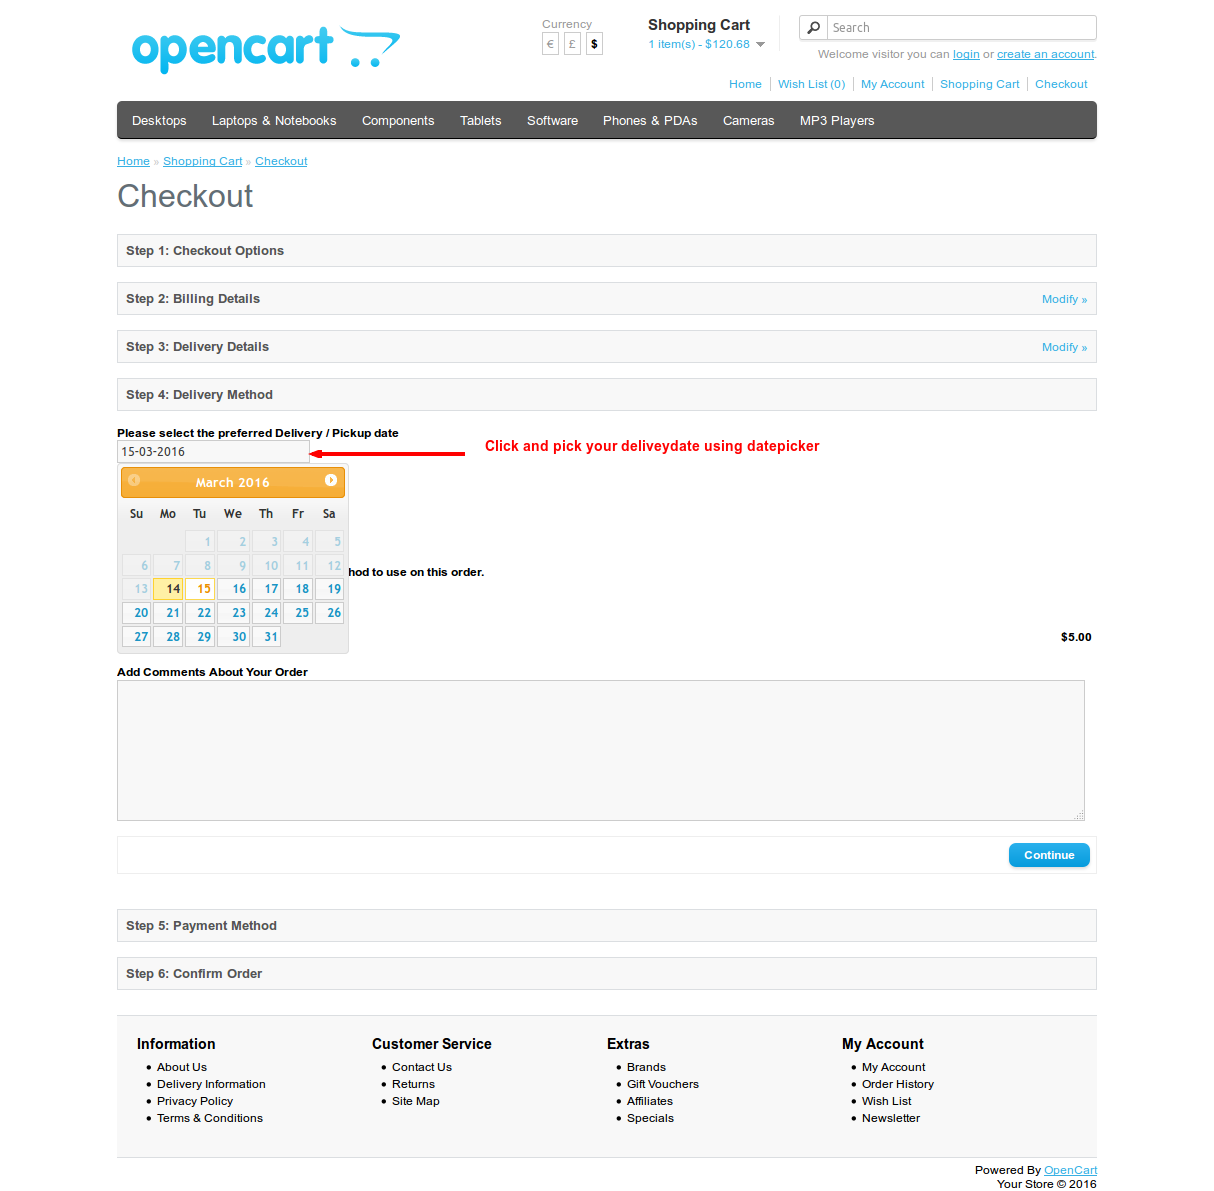 opencart
Currency
€ £ $
Shopping Cart
1 item(s) - $120.68
Search
Welcome visitor you can login or create an account.
Home Wish List (0) My Account Shopping Cart Checkout
Desktops Laptops & Notebooks Components Tablets Software Phones & PDAs Cameras MP3 Players
Home » Shopping Cart » Checkout
Checkout
Step 1: Checkout Options
Step 2: Billing Details Modify »
Step 3: Delivery Details Modify »
Step 4: Delivery Method
Please select the preferred Delivery / Pickup date
15-03-2016
Click and pick your deliveydate using datepicker
March 2016
Su Mo Tu We Th Fr Sa
1 2 3 4 5
6 7 8 9 10 11 12
13 14 15 16 17 18 19
20 21 22 23 24 25 26
27 28 29 30 31
to use on this order.
$5.00
Add Comments About Your Order
Continue
Step 5: Payment Method
Step 6: Confirm Order
Information
About Us
Delivery Information
Privacy Policy
Terms & Conditions
Customer Service
Contact Us
Returns
Site Map
Extras
Brands
Gift Vouchers
Affiliates
Specials
My Account
My Account
Order History
Wish List
Newsletter
Powered By OpenCart
Your Store © 2016